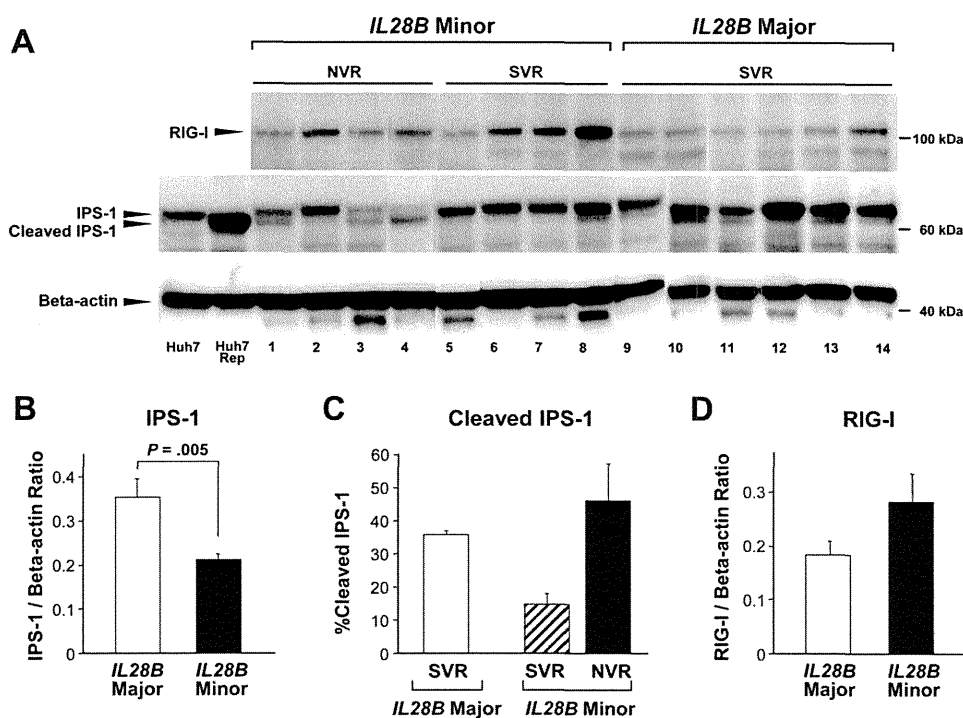 A
IL28B Minor
IL28B Major
NVR
SVR
SVR
RIG-I
100 kDa
IPS-1
Cleaved IPS-1
60 kDa
Beta-actin
40 kDa
Huh7
Huh7 Rep
1 2 3 4 5 6 7 8 9 10 11 12 13 14
B
IPS-1
P = .005
IPS-1 / Beta-actin Ratio
0.4
0.3
0.2
0.1
0
IL28B Major
IL28B Minor
C
Cleaved IPS-1
%Cleaved IPS-1
60
50
40
30
20
10
0
SVR
SVR
NVR
IL28B Major
IL28B Minor
D
RIG-I
RIG-I / Beta-actin Ratio
0.3
0.2
0.1
0
IL28B Major
IL28B Minor